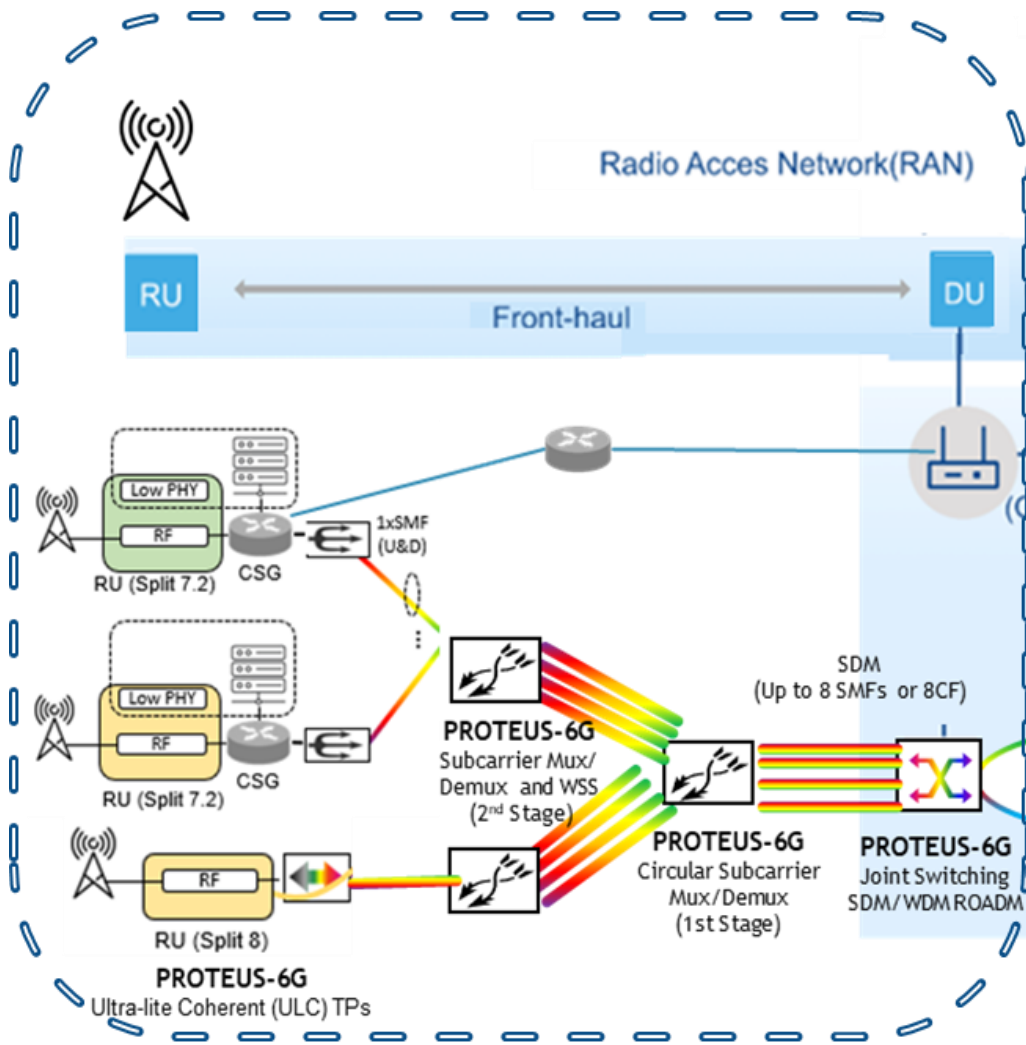 Radio Acces Network(RAN)
RU
DU
Front-haul
Low PHY
RF
RU (Split 7.2)
CSG
1xSMF
(U&D)
...
Low PHY
RF
RU (Split 7.2)
CSG
PROTEUS-6G
Subcarrier Mux/
Demux and WSS
(2nd Stage)
SDM
(Up to 8 SMFs or 8CF)
PROTEUS-6G
Circular Subcarrier
Mux/Demux
(1st Stage)
PROTEUS-6G
Joint Switching
SDM/WDM ROADM
RF
RU (Split 8)
PROTEUS-6G
Ultra-lite Coherent (ULC) TPs